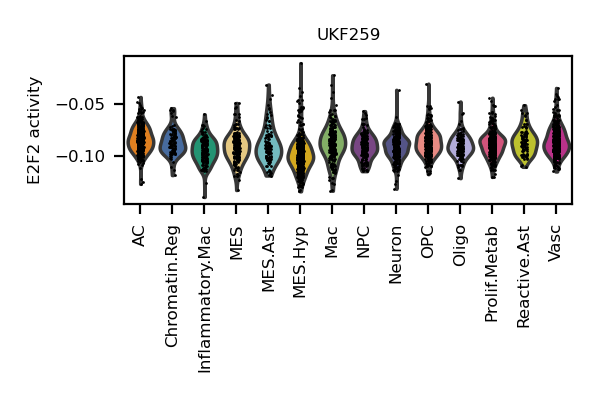 UKF259
E2F2 activity
−0.05
−0.10
AC
Chromatin.Reg
Inflammatory.Mac
MES
MES.Ast
MES.Hyp
Mac
NPC
Neuron
OPC
Oligo
Prolif.Metab
Reactive.Ast
Vasc